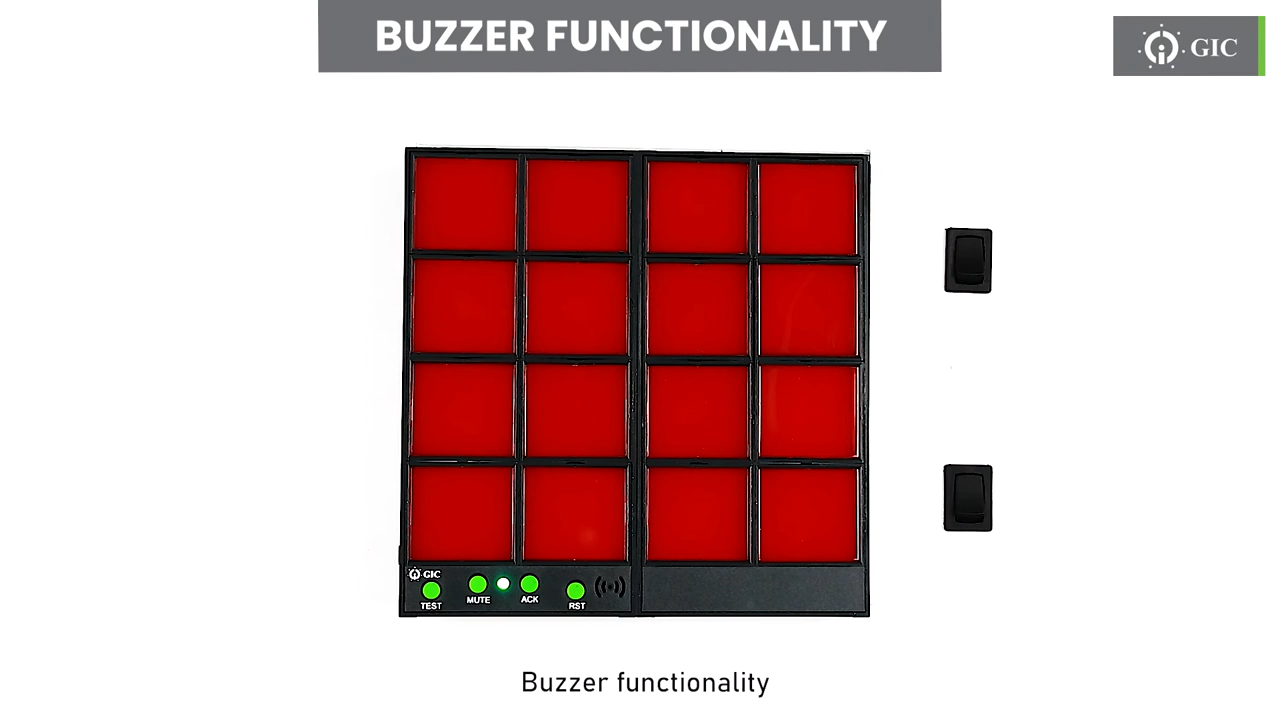 BUZZER FUNCTIONALITY
GIC
GIC
TEST
MUTE
ACK
RST
Buzzer functionality